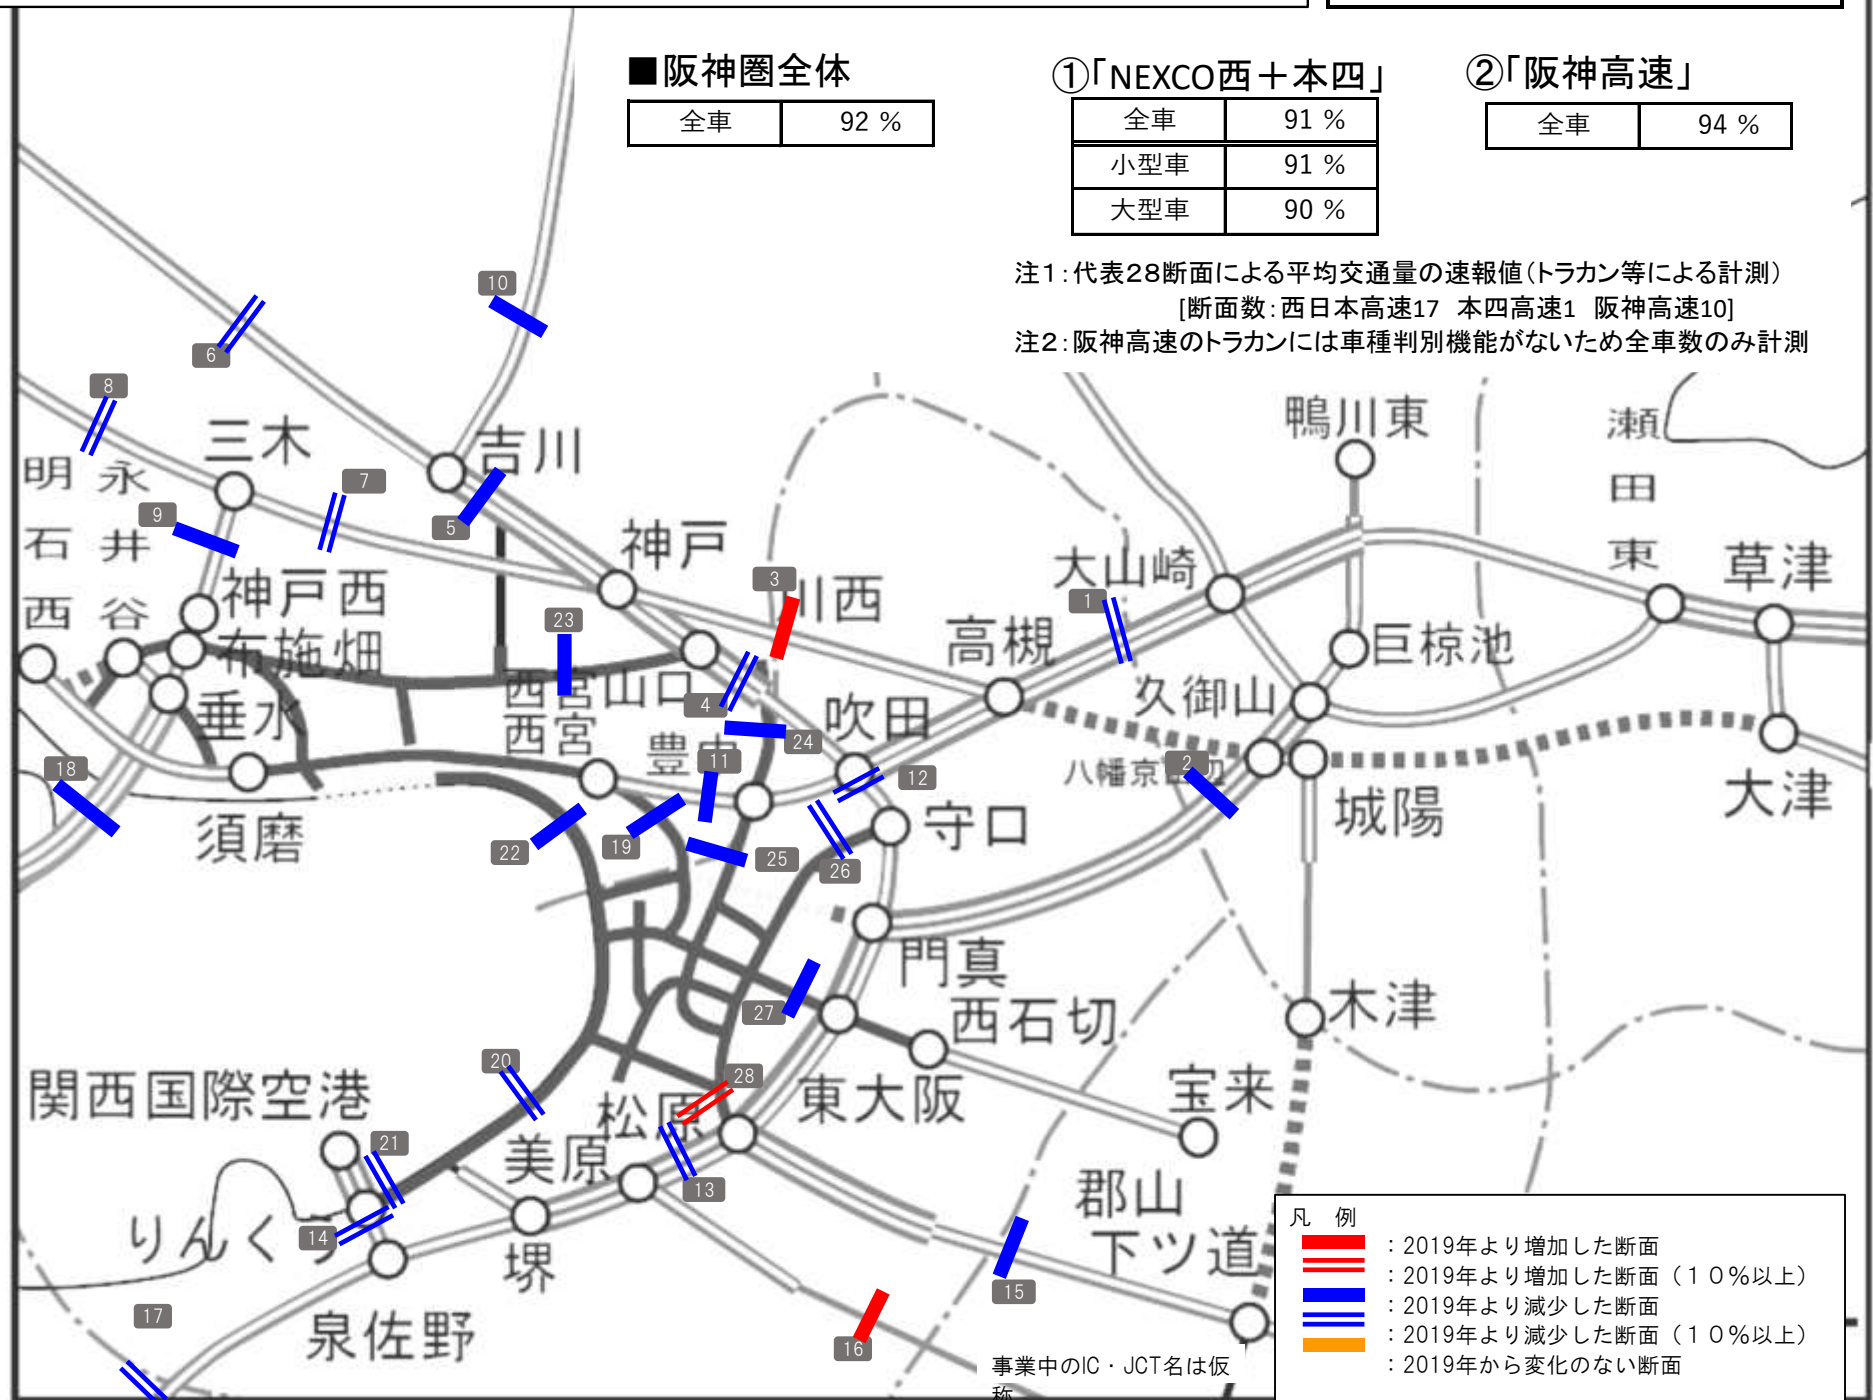 ■阪神圏全体
全車 92 %
①「NEXCO西＋本四」
全車 91 %
小型車 91 %
大型車 90 %
②「阪神高速」
全車 94 %
注1：代表28断面による平均交通量の速報値（トラカン等による計測）
[断面数：西日本高速17 本四高速1 阪神高速10]
注2：阪神高速のトラカンには車種判別機能がないため全車数のみ計測
10
6
8
三木
吉川
7
明石西
永井谷
9
5
神戸
神戸西
布施畑
23
3
川西
西宮山口
西宮
4
垂水
18
須磨
豊中
11
24
吹田
12
22
19
25
26
守口
高槻
大山崎
1
鴨川東
瀬田東
草津
巨椋池
久御山
2
城陽
大津
門真
27
西石切
木津
東大阪
宝来
28
松原
13
20
関西国際空港
21
美原
14
りんくう
堺
泉佐野
17
郡山
下ツ道
15
16
事業中のIC・JCT名は仮
称
凡 例
：2019年より増加した断面
：2019年より増加した断面（１０％以上）
：2019年より減少した断面
：2019年より減少した断面（１０％以上）
：2019年から変化のない断面